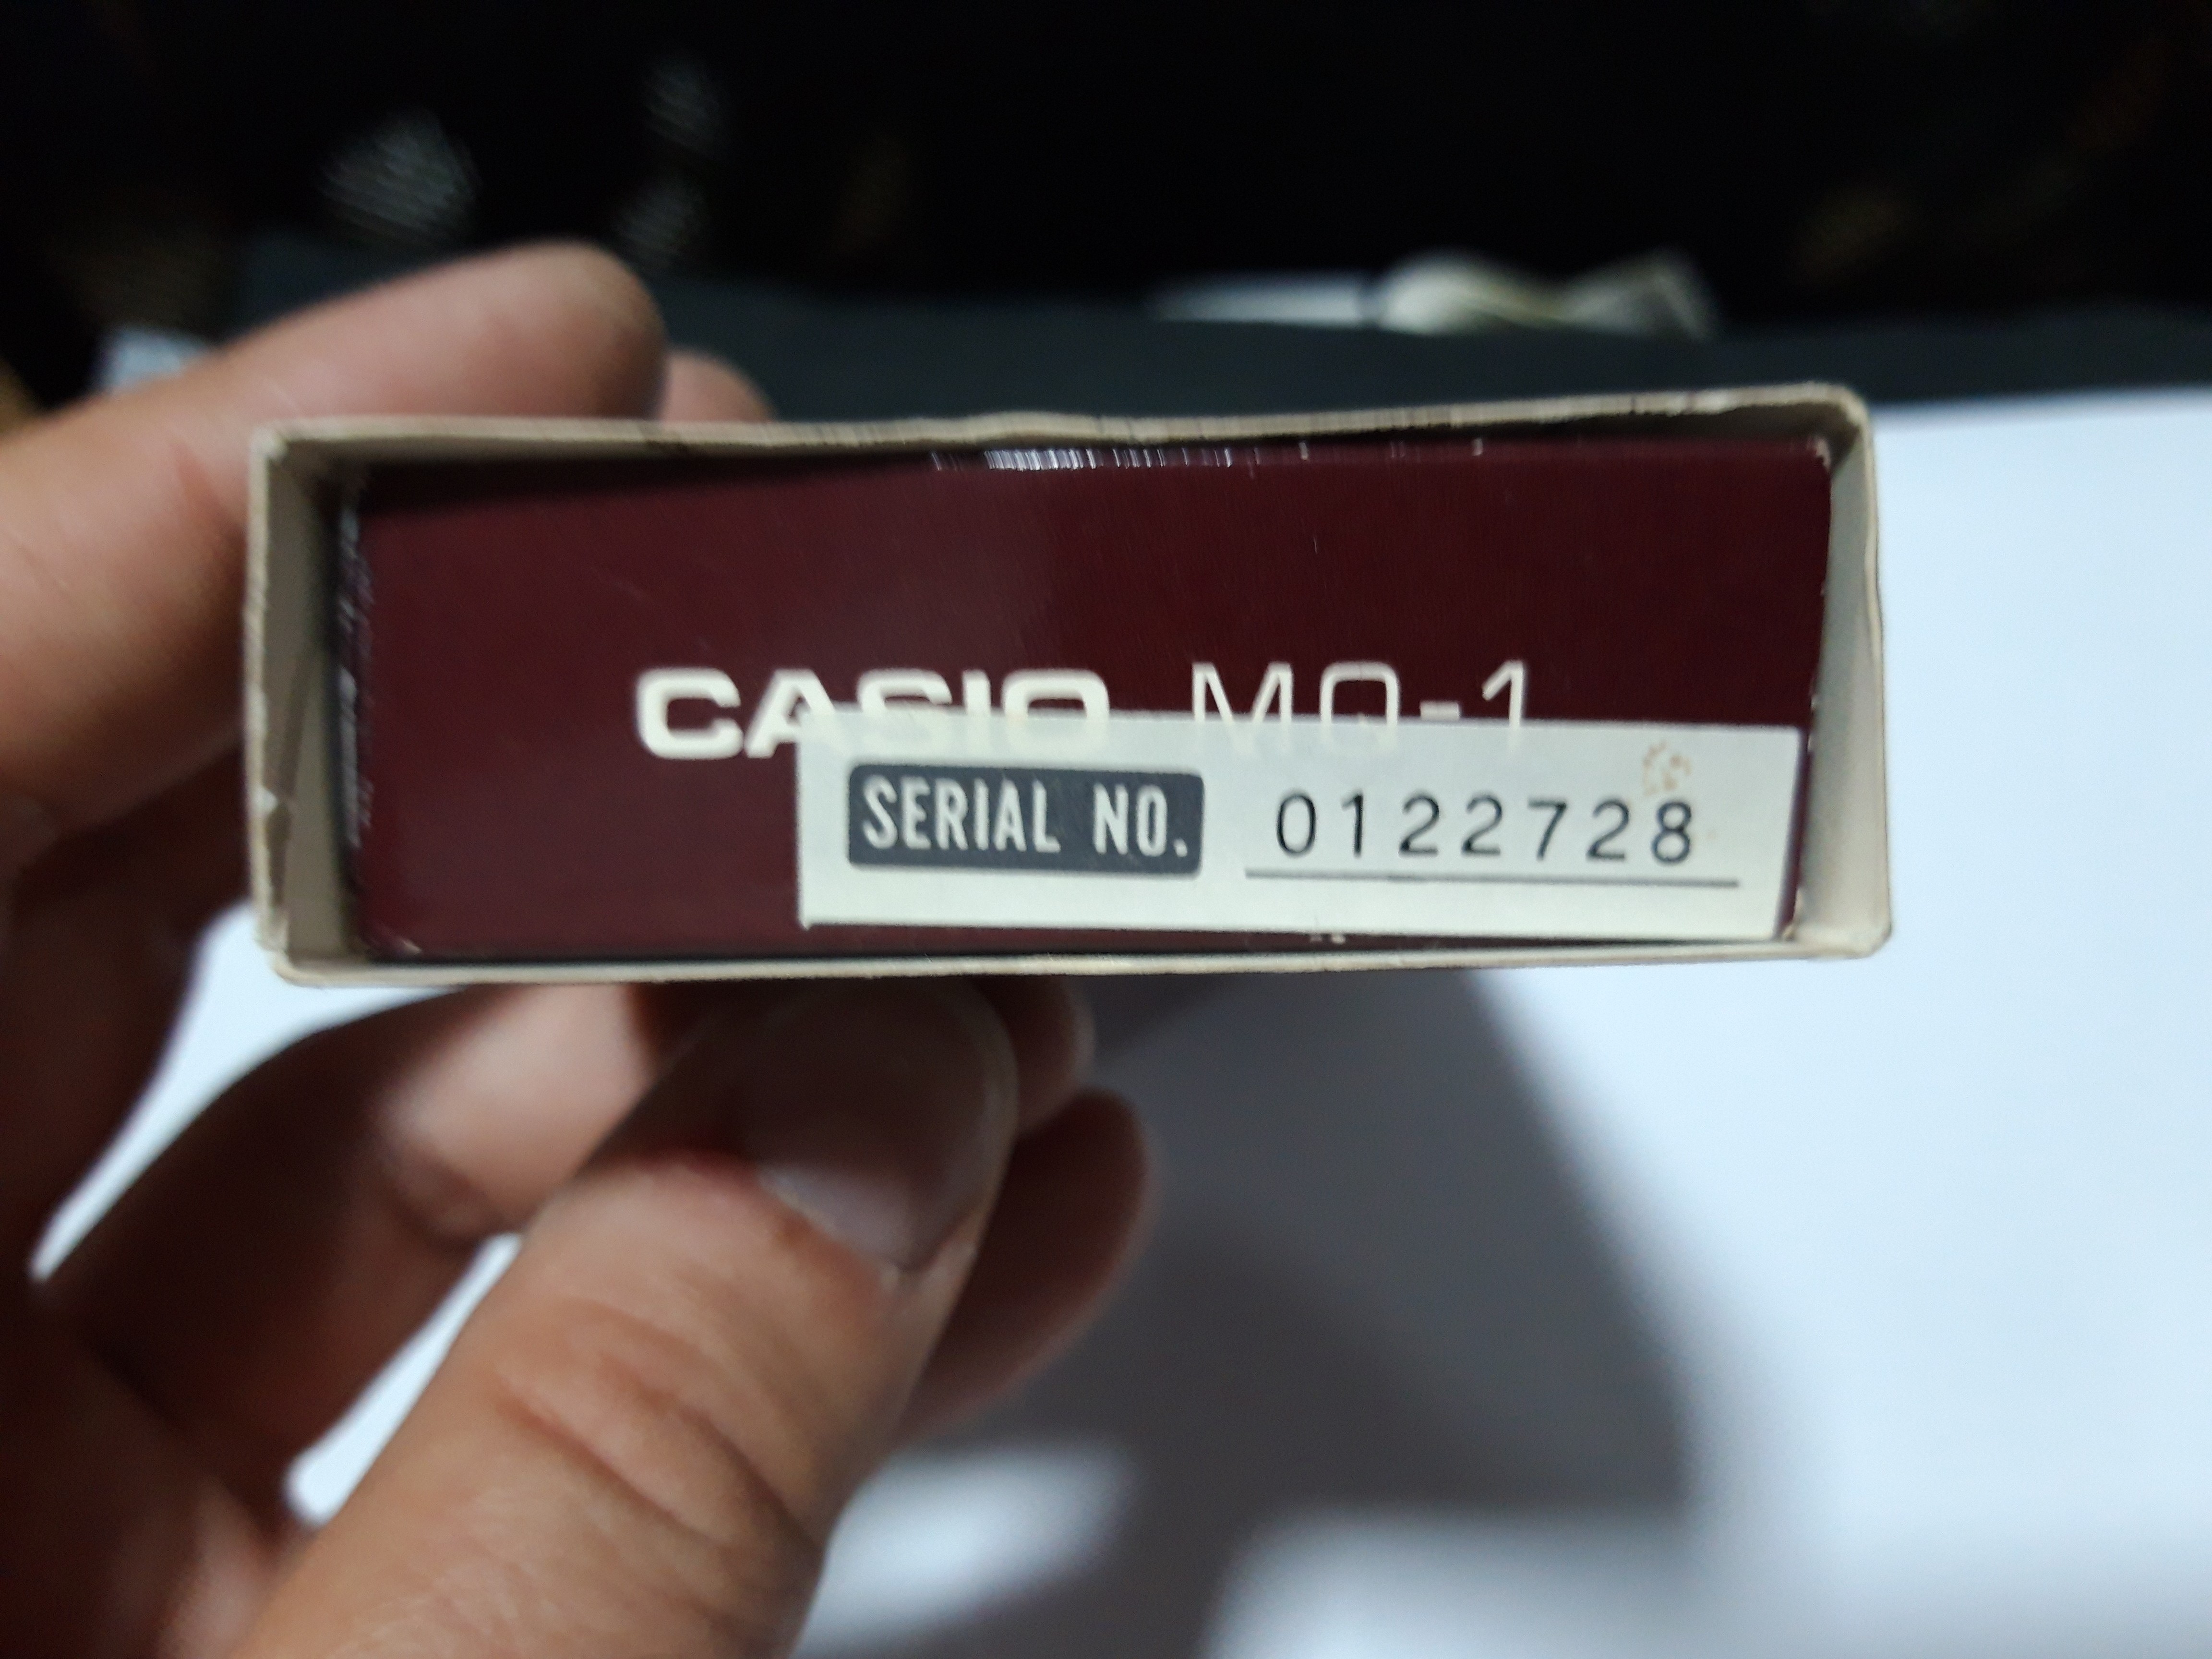 CASIO MQ-1
SERIAL NO. 0122728